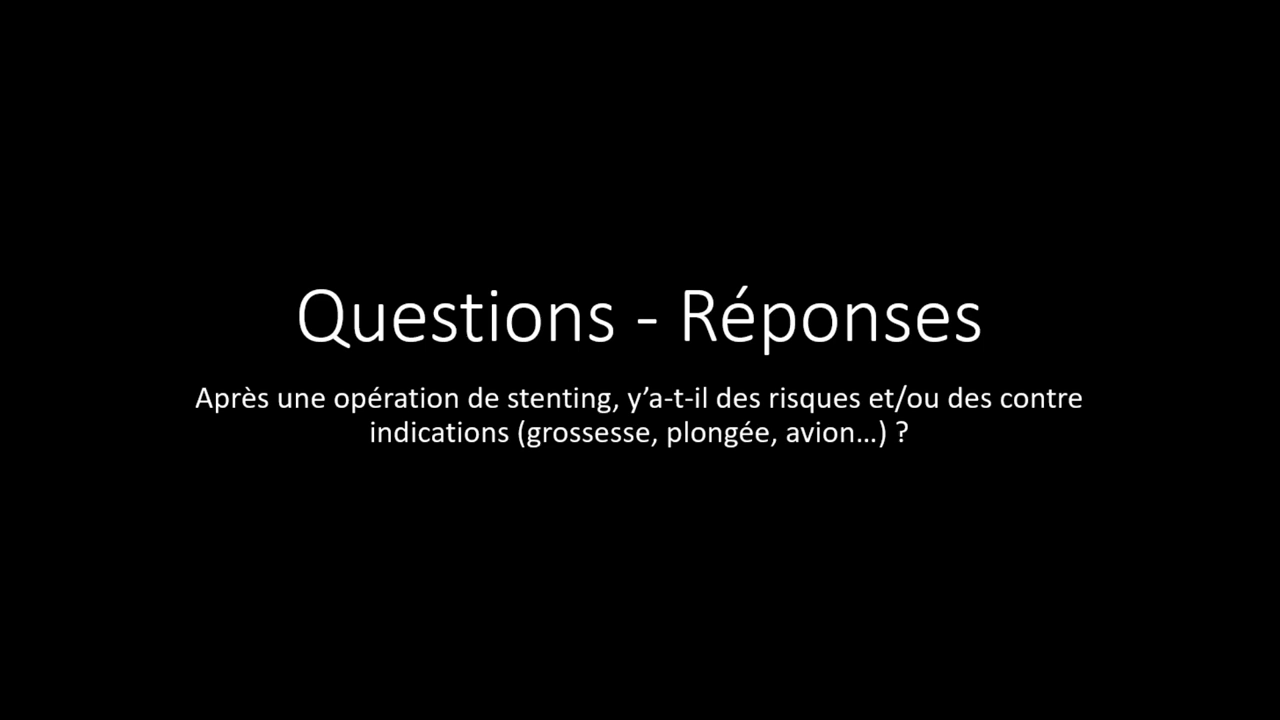 Questions - Réponses
Après une opération de stenting, y’a-t-il des risques et/ou des contre
indications (grossesse, plongée, avion…) ?